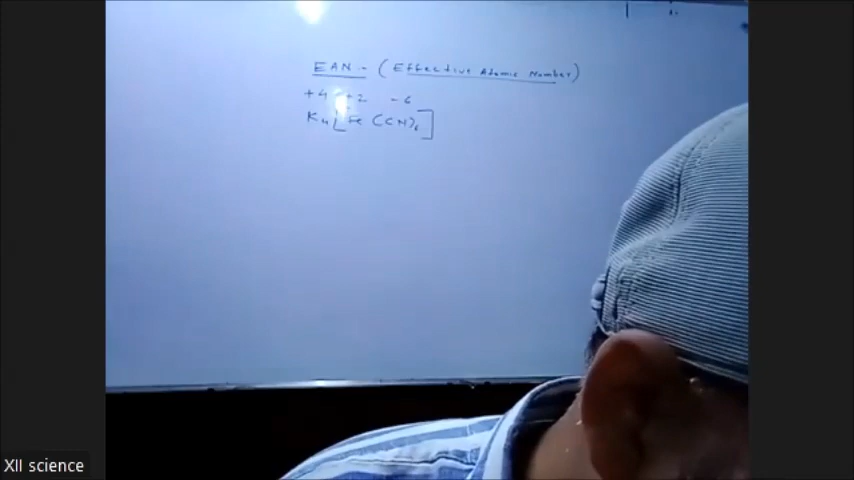 EAN :- (Effective Atomic Number)
+4 +2 -6
K4[Fe(CN)6]
XII science